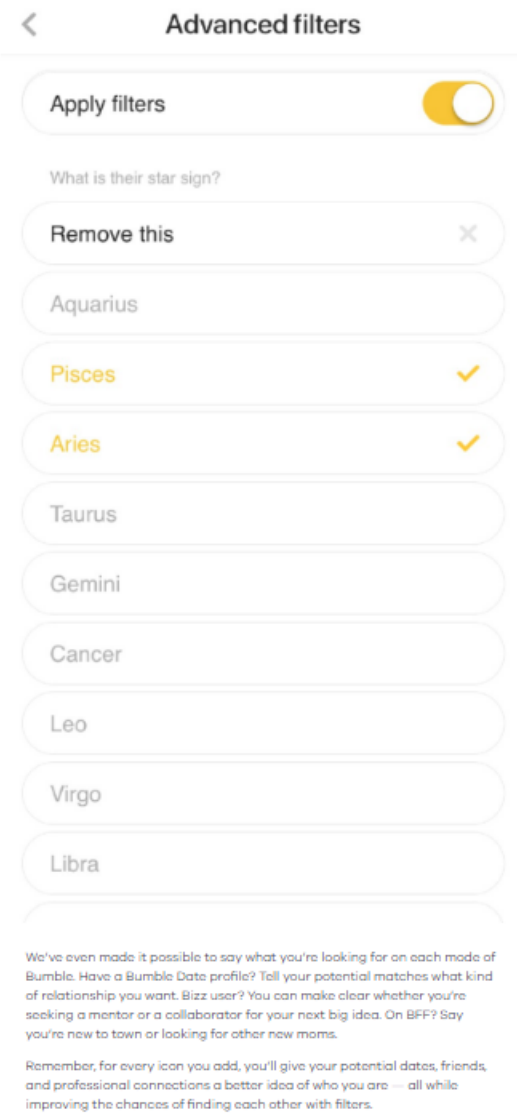 Advanced filters
Apply filters
What is their star sign?
Remove this
Aquarius
Pisces
Aries
Taurus
Gemini
Cancer
Leo
Virgo
Libra
We've even made it possible to say what you're looking for on each mode of
Bumble. Have a Bumble Date profile? Tell your potential matches what kind
of relationship you want. Bizz user? You can make clear whether you're
seeking a mentor or a collaborator for your next big idea. On BFF? Say
you're new to town or looking for other new moms.
Remember, for every icon you add, you'll give your potential dates, friends,
and professional connections a better idea of who you are — all while
improving the chances of finding each other with filters.